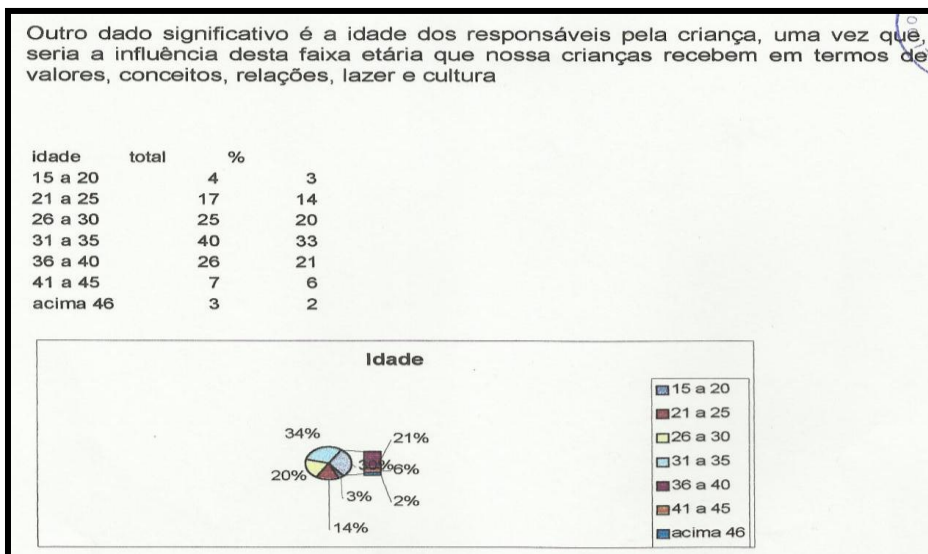 Outro dado significativo é a idade dos responsáveis pela criança, uma vez que,
seria a influência desta faixa etária que nossa crianças recebem em termos de
valores, conceitos, relações, lazer e cultura
idade total %
15 a 20 4 3
21 a 25 17 14
26 a 30 25 20
31 a 35 40 33
36 a 40 26 21
41 a 45 7 6
acima 46 3 2
Idade
34%
21%
20%
6%
3%
2%
14%
15 a 20
21 a 25
26 a 30
31 a 35
36 a 40
41 a 45
acima 46